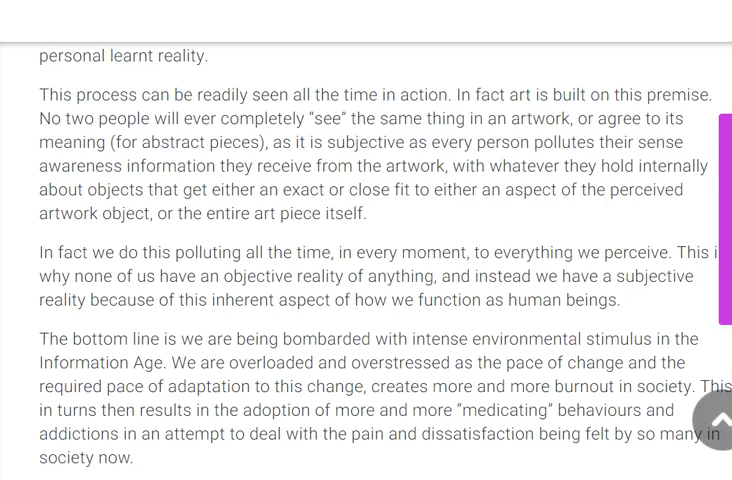 personal learnt reality.
This process can be readily seen all the time in action. In fact art is built on this premise.
No two people will ever completely “see” the same thing in an artwork, or agree to its
meaning (for abstract pieces), as it is subjective as every person pollutes their sense
awareness information they receive from the artwork, with whatever they hold internally
about objects that get either an exact or close fit to either an aspect of the perceived
artwork object, or the entire art piece itself.
In fact we do this polluting all the time, in every moment, to everything we perceive. This i
why none of us have an objective reality of anything, and instead we have a subjective
reality because of this inherent aspect of how we function as human beings.
The bottom line is we are being bombarded with intense environmental stimulus in the
Information Age. We are overloaded and overstressed as the pace of change and the
required pace of adaptation to this change, creates more and more burnout in society. This
in turns then results in the adoption of more and more “medicating” behaviours and
addictions in an attempt to deal with the pain and dissatisfaction being felt by so many in
society now.